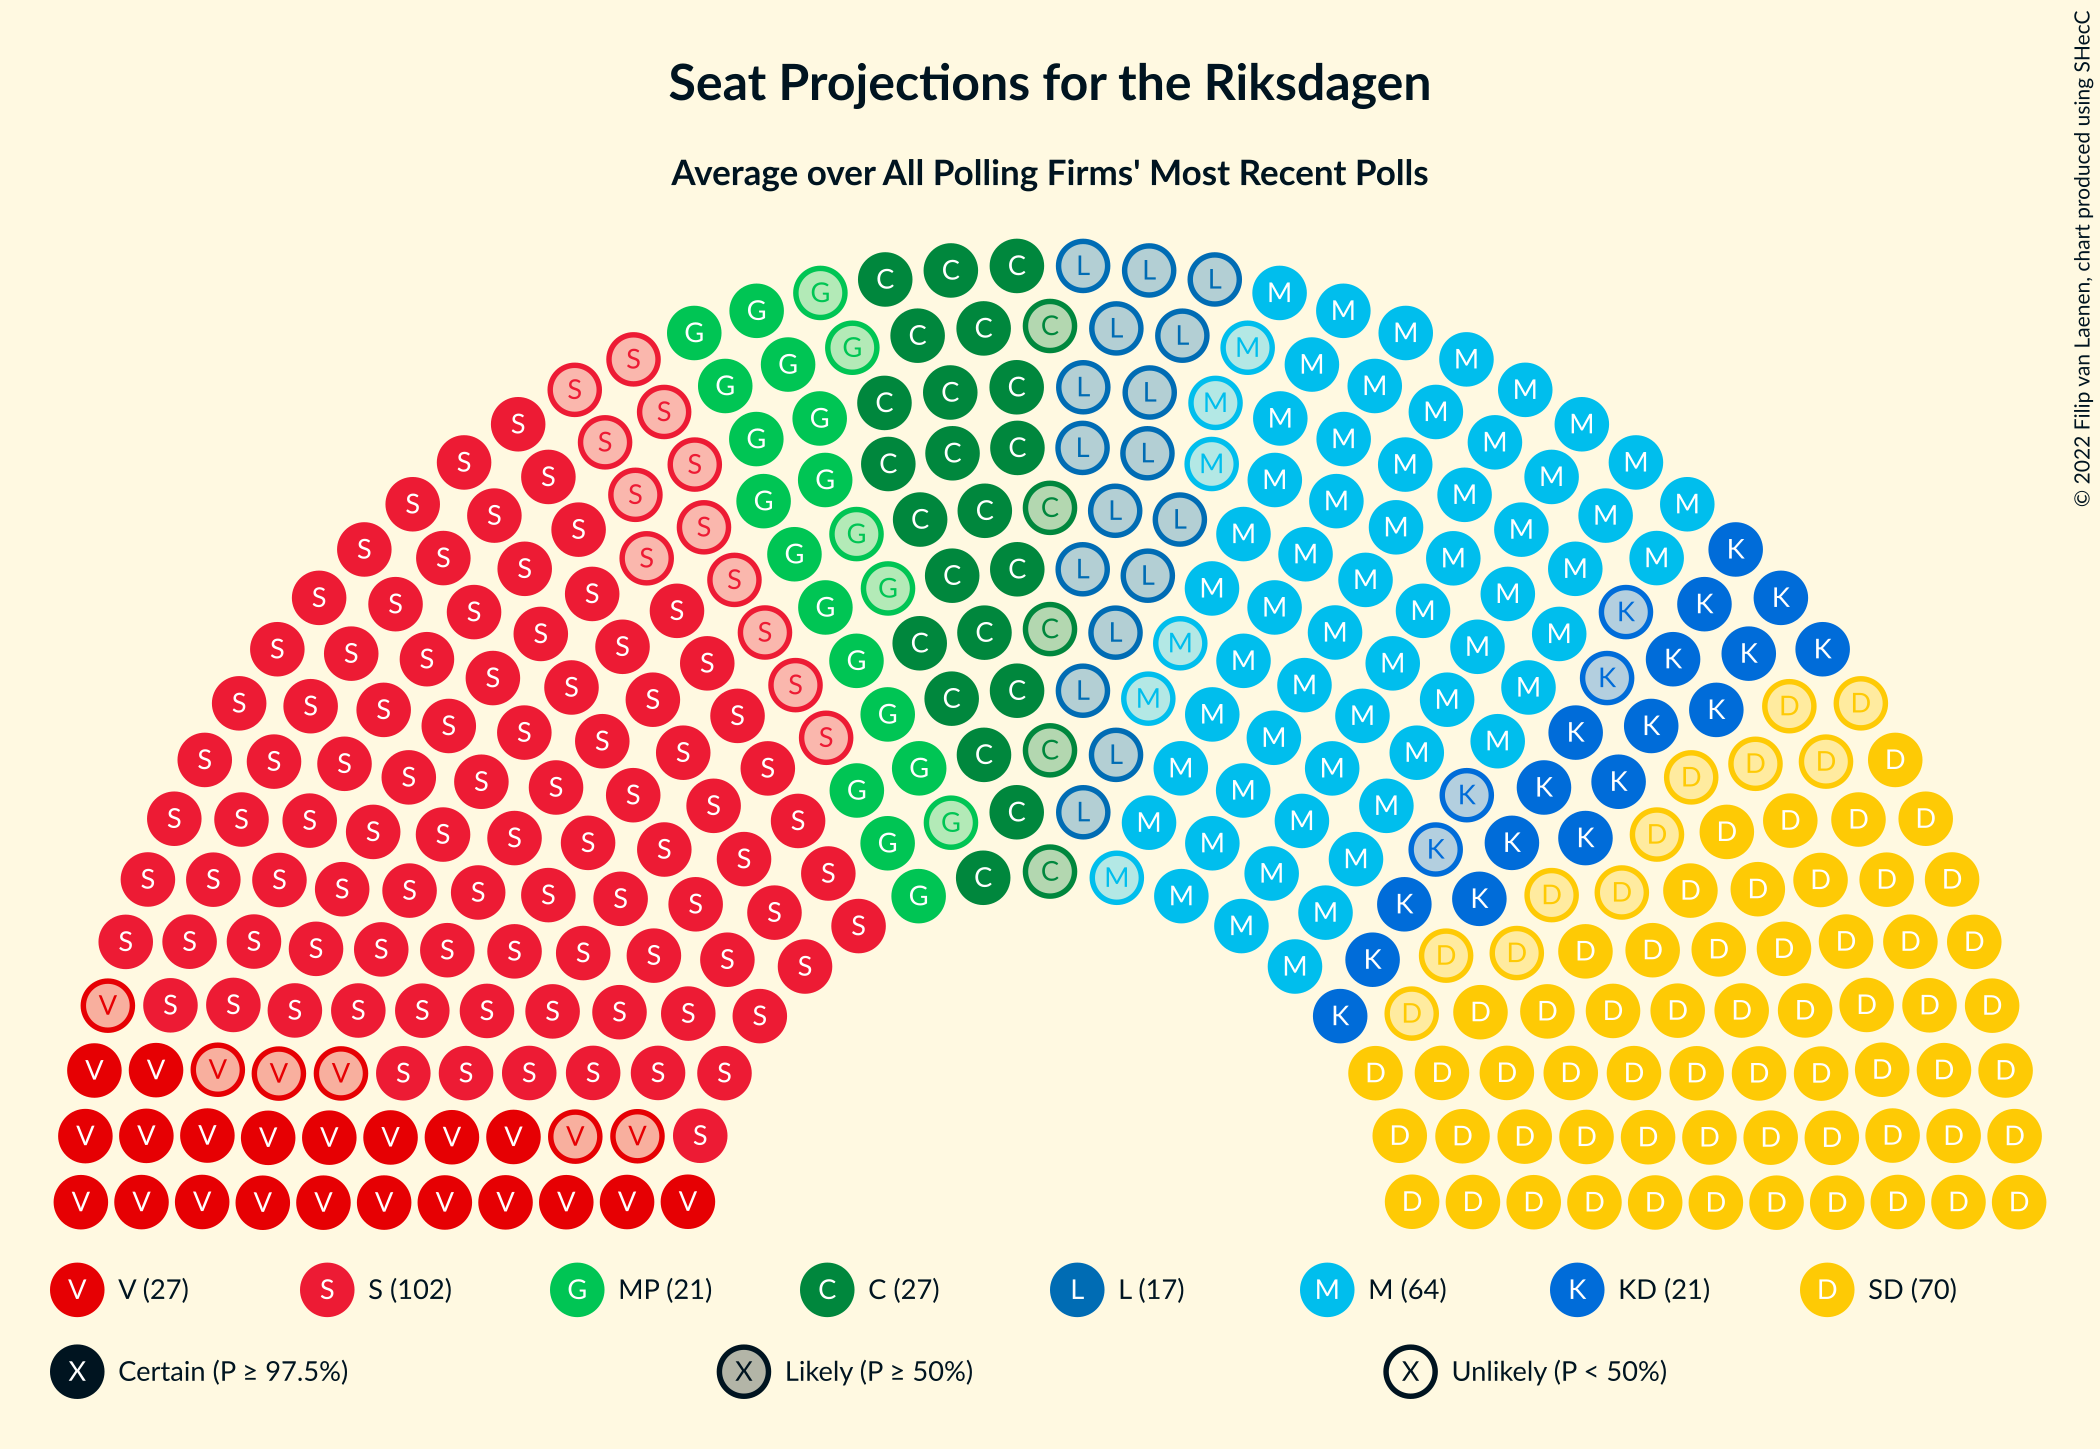 Seat Projections for the Riksdagen
Average over All Polling Firms' Most Recent Polls
© 2022 Filip van Laenen, chart produced using SHecC
V V (27) S S (102) G MP (21) C C (27) L L (17) M M (64) K KD (21) D SD (70)
X Certain (P ≥ 97.5%) X Likely (P ≥ 50%) X Unlikely (P < 50%)